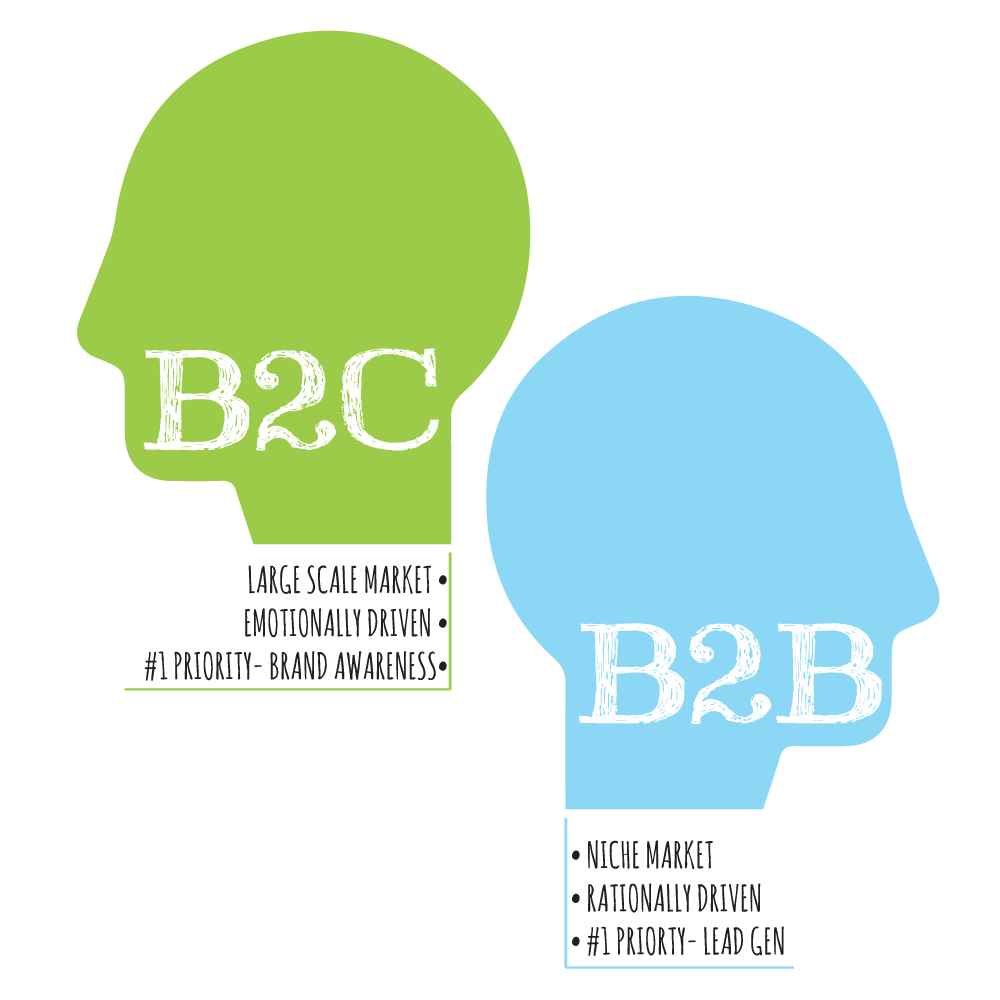 B2C
LARGE SCALE MARKET •
EMOTIONALLY DRIVEN •
#1 PRIORITY- BRAND AWARENESS•
B2B
• NICHE MARKET
• RATIONALLY DRIVEN
• #1 PRIORTY- LEAD GEN